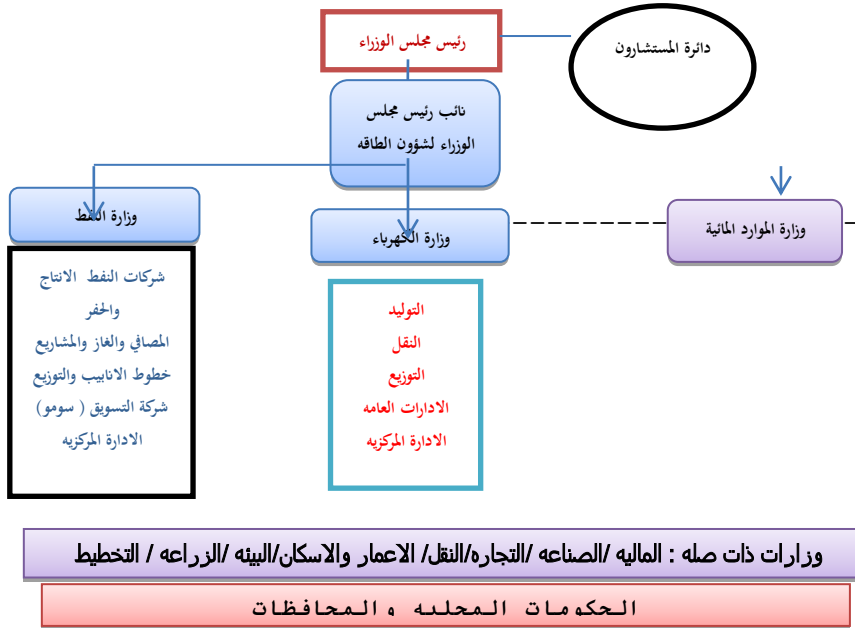 رئيس مجلس الوزراء
دائرة المستشارون
نائب رئيس مجلس
الوزراء لشؤون الطاقه
وزارة الموارد المائية
وزارة الكهرباء
وزارة النفط
التوليد
النقل
التوزيع
الادارات العامه
الادارة المركزيه
شركات النفط الانتاج
والحفر
المصافي والغاز والمشاريع
خطوط الانابيب والتوزيع
شركة التسويق ( سومو)
الادارة المركزيه
وزارات ذات صله : الماليه /الصناعه /التجاره/النقل/ الاعمار والاسكان/البيئه /الزراعه / التخطيط
الحكومات المحليه والمحافظات